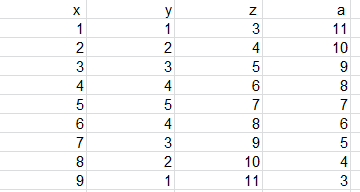 x y z a
1 1 3 11
2 2 4 10
3 3 5 9
4 4 6 8
5 5 7 7
6 4 8 6
7 3 9 5
8 2 10 4
9 1 11 3